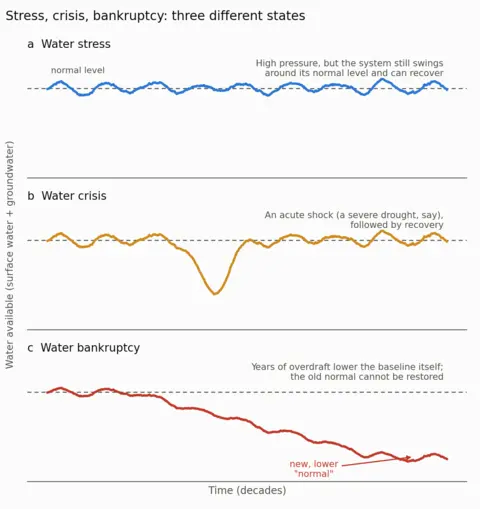 Stress, crisis, bankruptcy: three different states
a Water stress
normal level
High pressure, but the system still swings
around its normal level and can recover
b Water crisis
An acute shock (a severe drought, say),
followed by recovery
Water available (surface water + groundwater)
c Water bankruptcy
Years of overdraft lower the baseline itself;
the old normal cannot be restored
new, lower
"normal"
Time (decades)